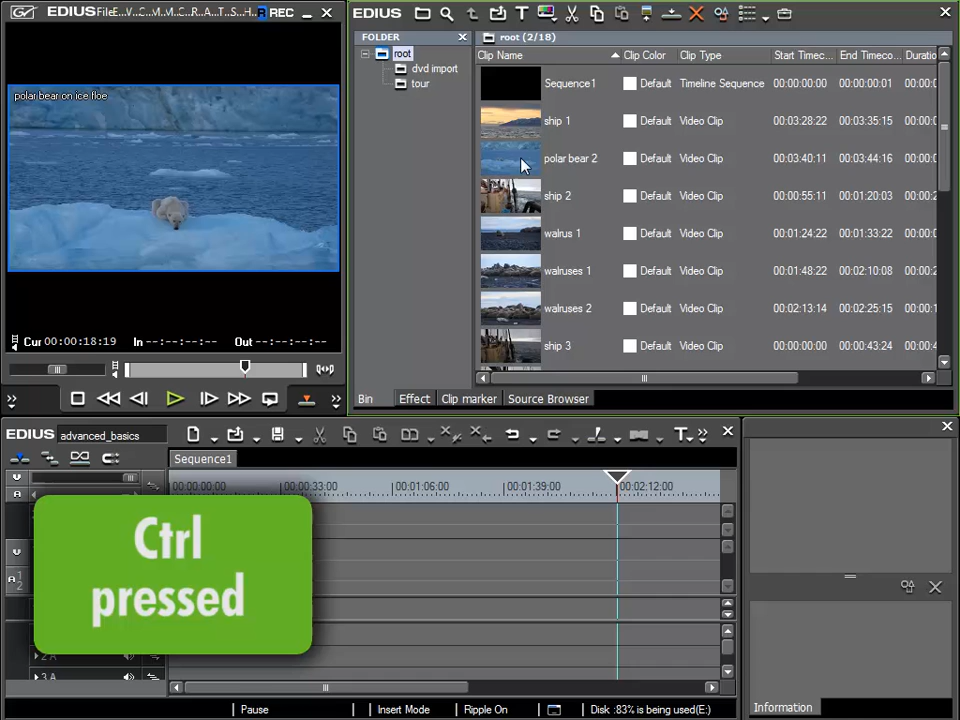 EDIUS File E... V... C... M... M... C... R... A... T... S... H... R REC
polar bear on ice floe
Cur 00:00:18:19 In --:--:--:-- Out --:--:--:--
EDIUS
FOLDER
root
dvd import
tour
root (2/18)
Clip Name Clip Color Clip Type Start Timec... End Timeco... Duratio
Sequence1 Default Timeline Sequence 00:00:00:00 00:00:00:01
ship 1 Default Video Clip 00:03:28:22 00:03:35:15
polar bear 2 Default Video Clip 00:03:40:11 00:03:44:16
ship 2 Default Video Clip 00:00:55:11 00:01:20:03
walrus 1 Default Video Clip 00:01:24:22 00:01:33:22
walruses 1 Default Video Clip 00:01:48:22 00:02:10:08
walruses 2 Default Video Clip 00:02:13:14 00:02:25:15
ship 3 Default Video Clip 00:00:00:00 00:00:43:24
Bin Effect Clip marker Source Browser
EDIUS advanced_basics
Sequence1
00:00:00:00 00:00:33:00 00:01:06:00 00:01:39:00 00:02:12:00
Ctrl
pressed
A 1
2
2 A
3 A
Information
Pause Insert Mode Ripple On Disk :83% is being used(E:)